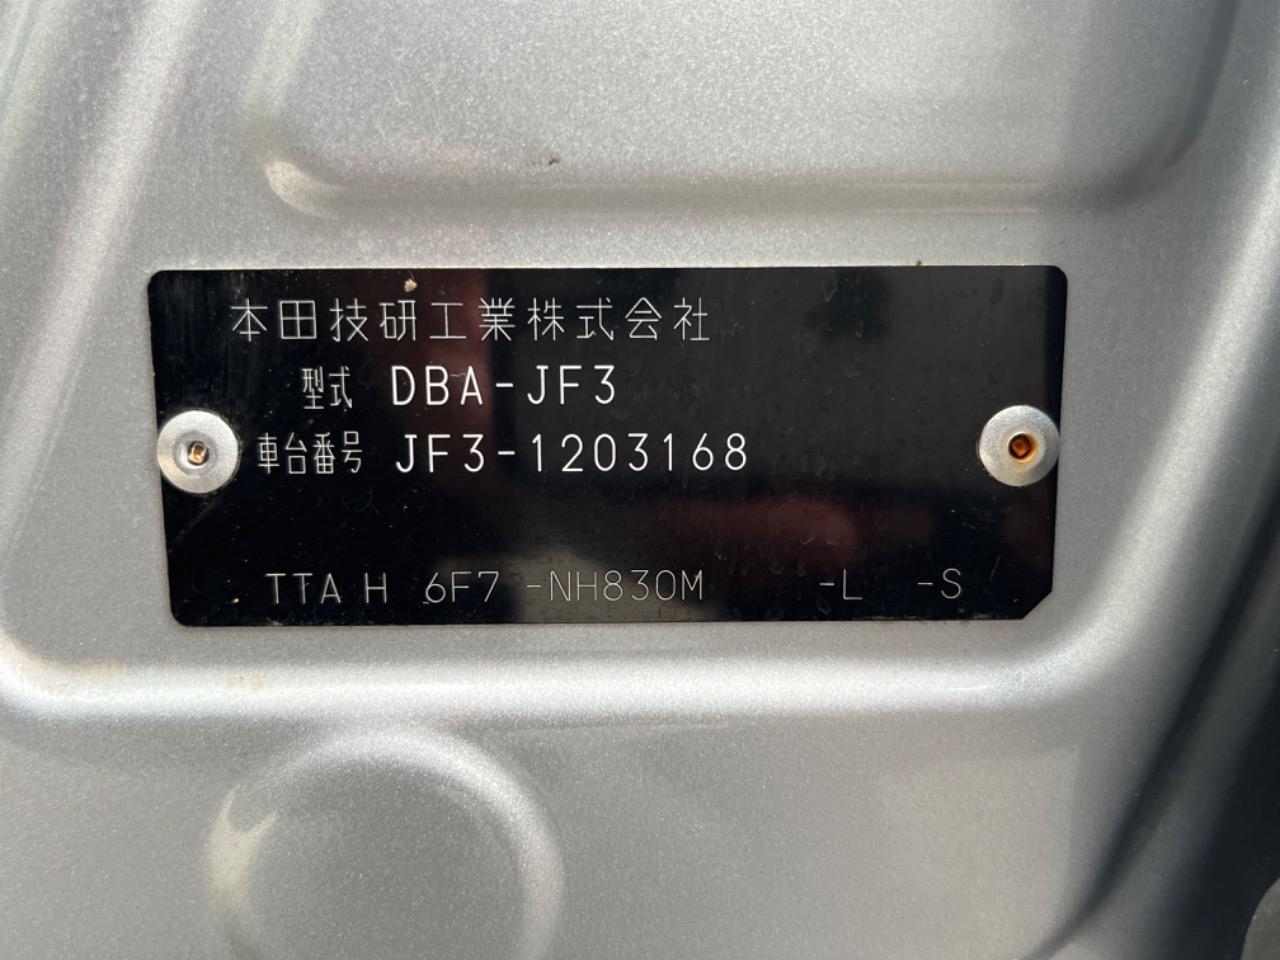 本田技研工業株式会社
型式 DBA-JF3
車台番号 JF3-1203168
TTA H 6F7 -NH830M -L -S